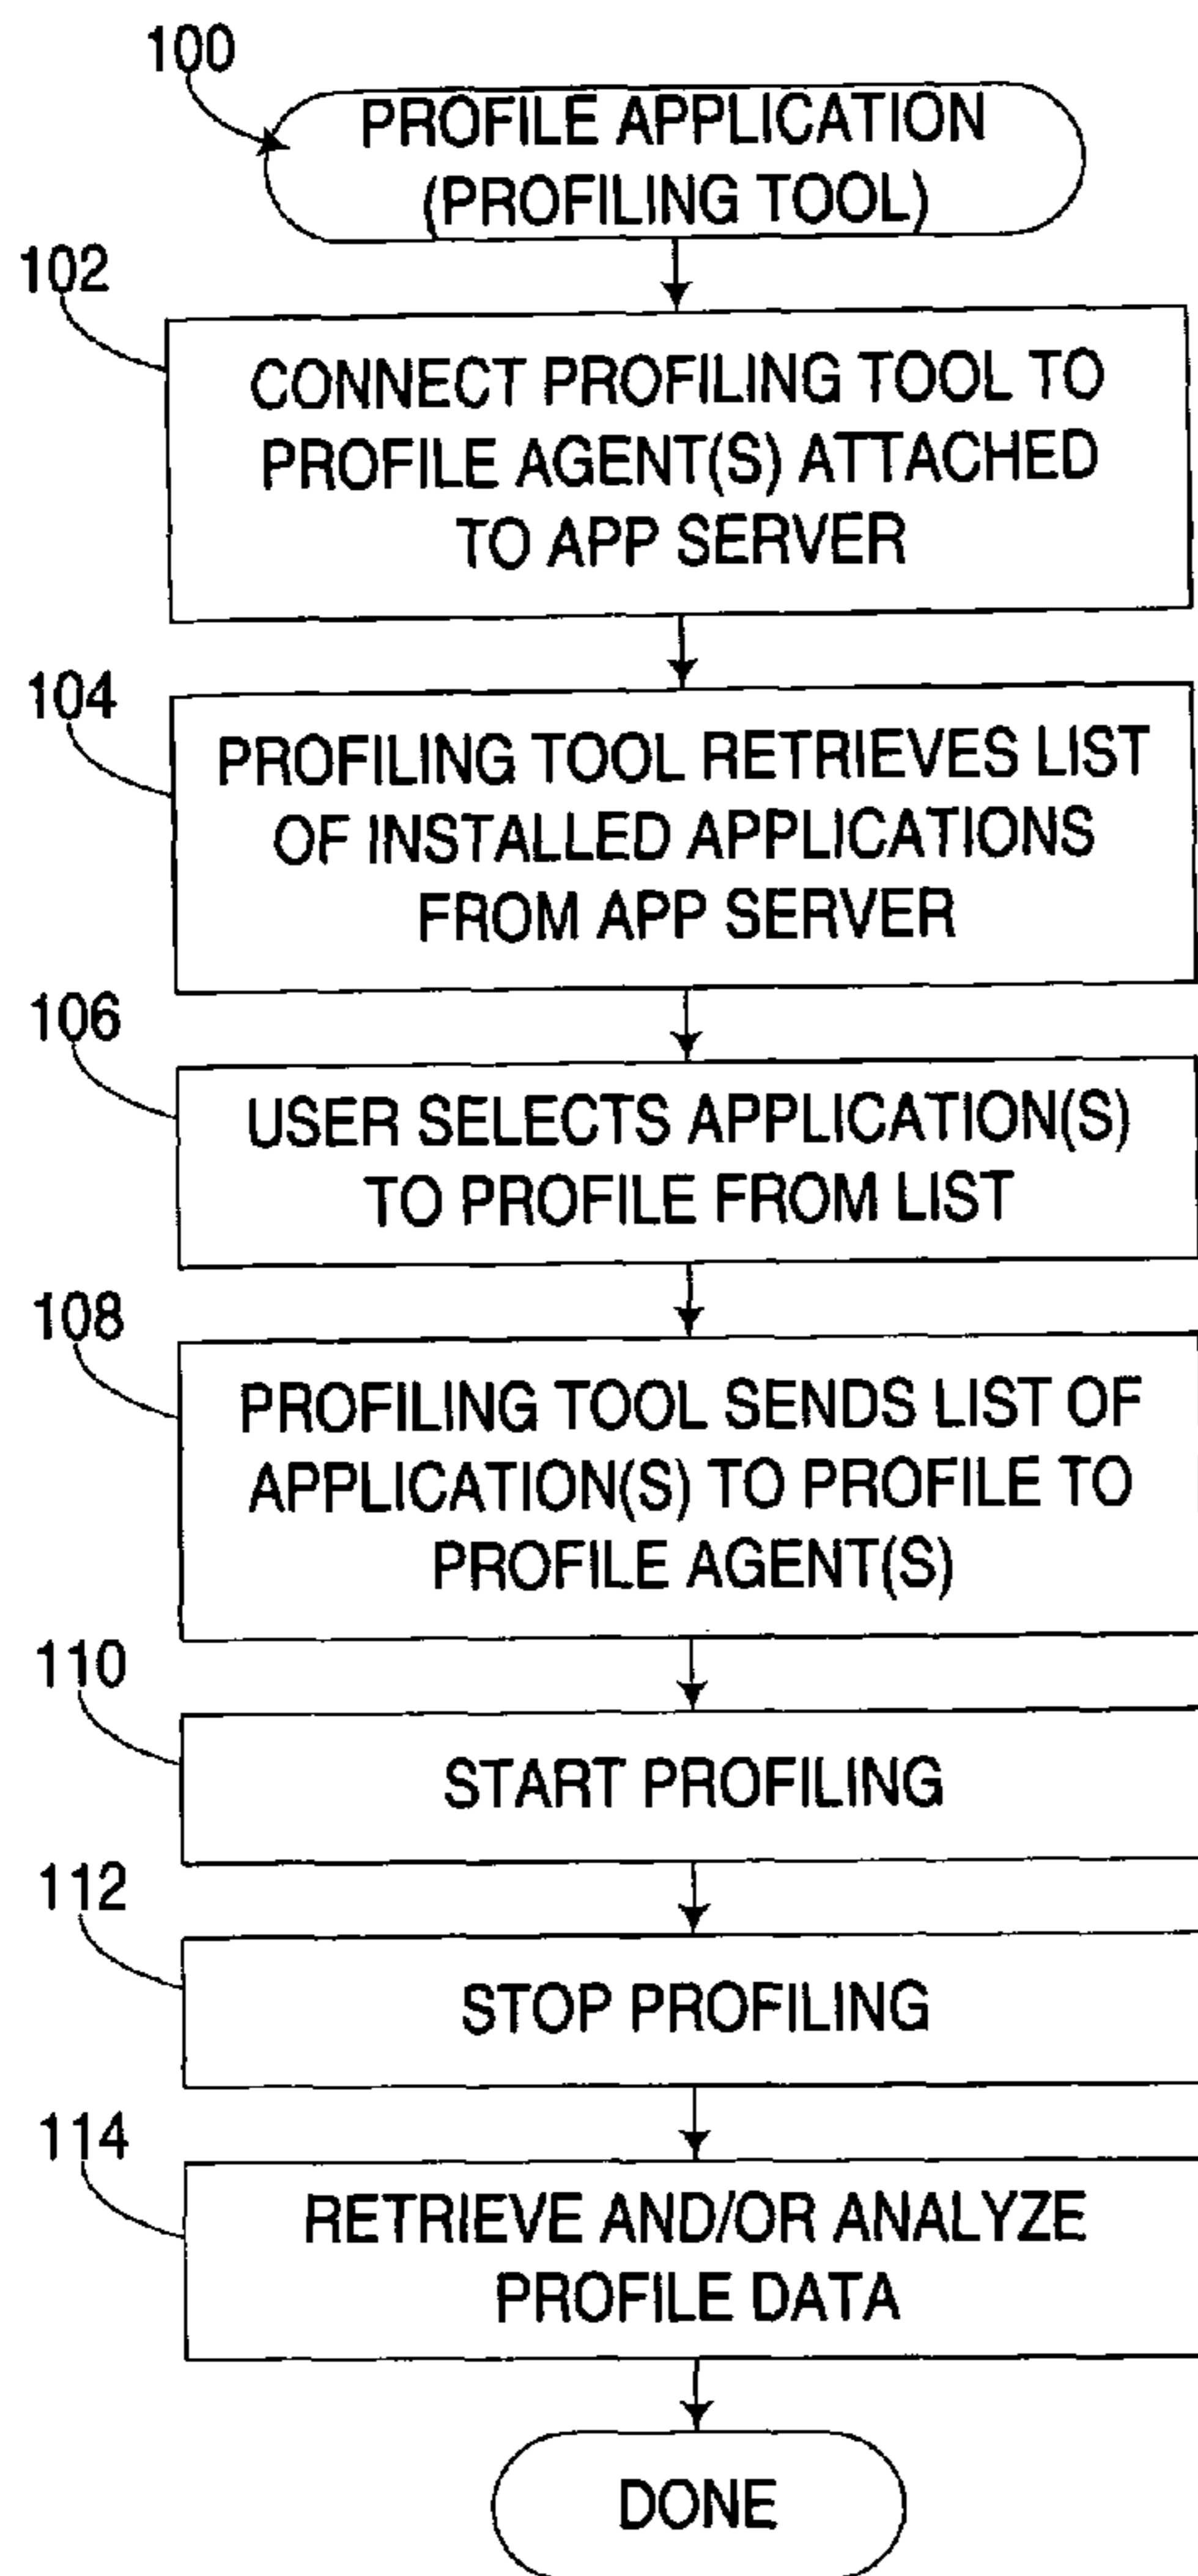 100
PROFILE APPLICATION
(PROFILING TOOL)
102
CONNECT PROFILING TOOL TO
PROFILE AGENT(S) ATTACHED
TO APP SERVER
104
PROFILING TOOL RETRIEVES LIST
OF INSTALLED APPLICATIONS
FROM APP SERVER
106
USER SELECTS APPLICATION(S)
TO PROFILE FROM LIST
108
PROFILING TOOL SENDS LIST OF
APPLICATION(S) TO PROFILE TO
PROFILE AGENT(S)
110
START PROFILING
112
STOP PROFILING
114
RETRIEVE AND/OR ANALYZE
PROFILE DATA
DONE